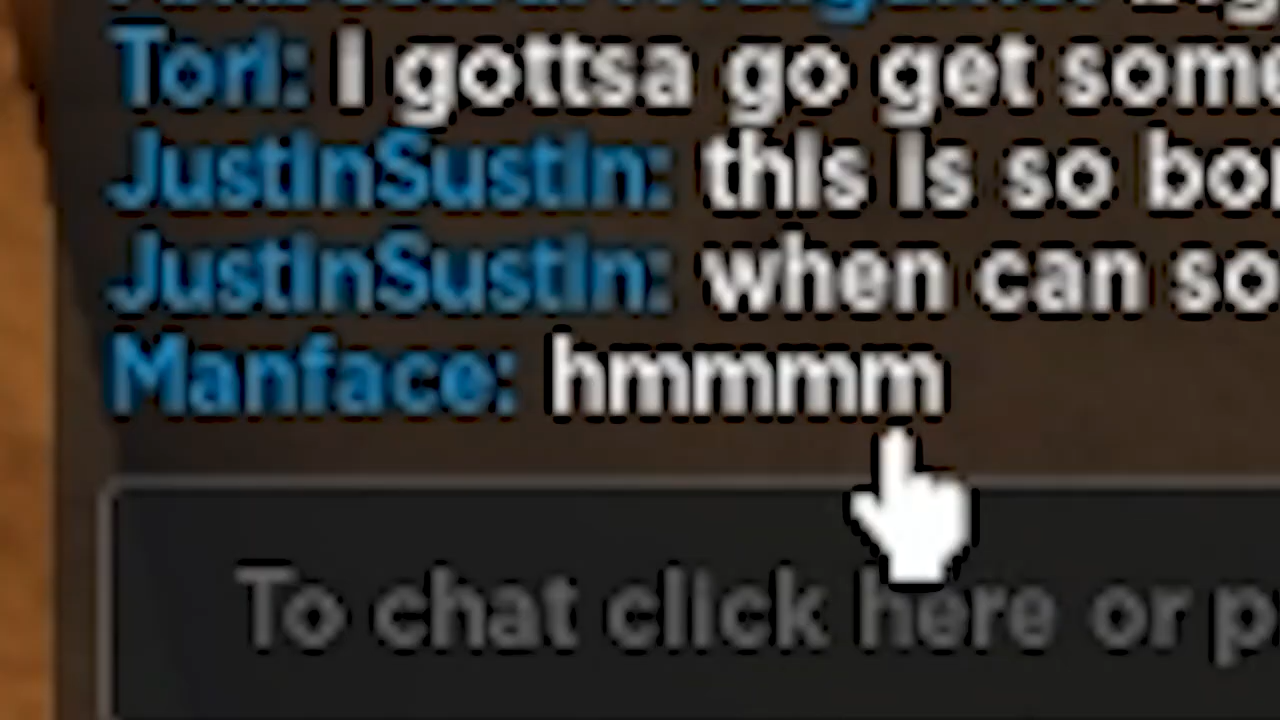 Tori: I gottsa go get some
JustinSustin: this is so
JustinSustin: when can so
Manface: hmmmm
To chat click here or p